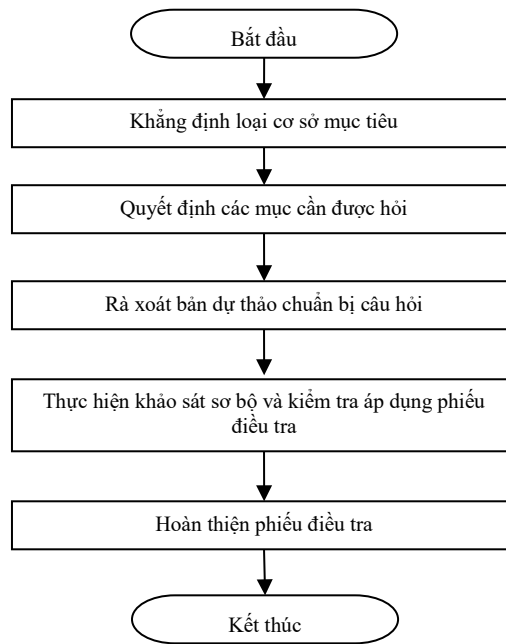 Bắt đầu
Khẳng định loại cơ sở mục tiêu
Quyết định các mục cần được hỏi
Rà xoát bản dự thảo chuẩn bị câu hỏi
Thực hiện khảo sát sơ bộ và kiểm tra áp dụng phiếu
điều tra
Hoàn thiện phiếu điều tra
Kết thúc